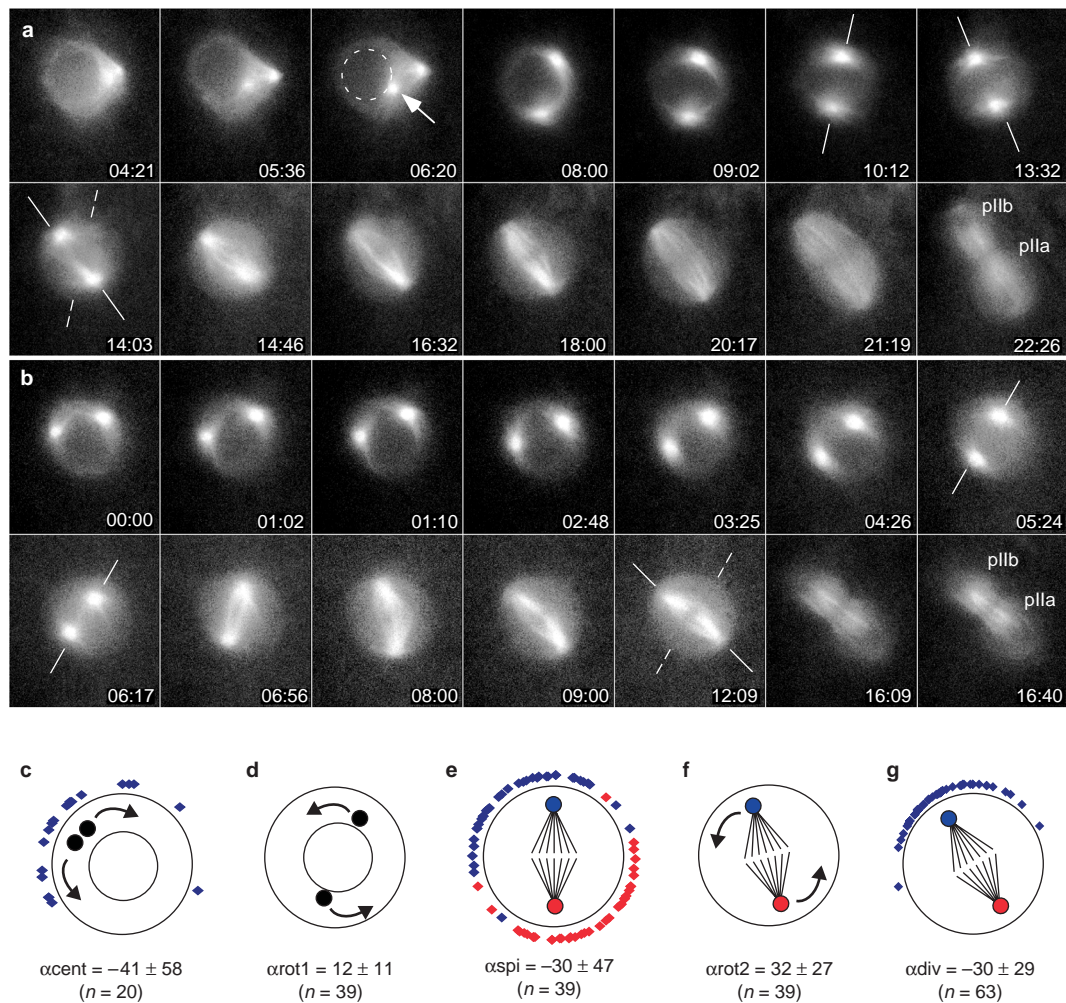 a
04:21 05:36 06:20 08:00 09:02 10:12 13:32
pIIb
pIIa
14:03 14:46 16:32 18:00 20:17 21:19 22:26
b
00:00 01:02 01:10 02:48 03:25 04:26 05:24
pIIb
pIIa
06:17 06:56 08:00 09:00 12:09 16:09 16:40
c d e f g
αcent = −41 ± 58 αrot1 = 12 ± 11 αspi = −30 ± 47 αrot2 = 32 ± 27 αdiv = −30 ± 29
(n = 20) (n = 39) (n = 39) (n = 39) (n = 63)